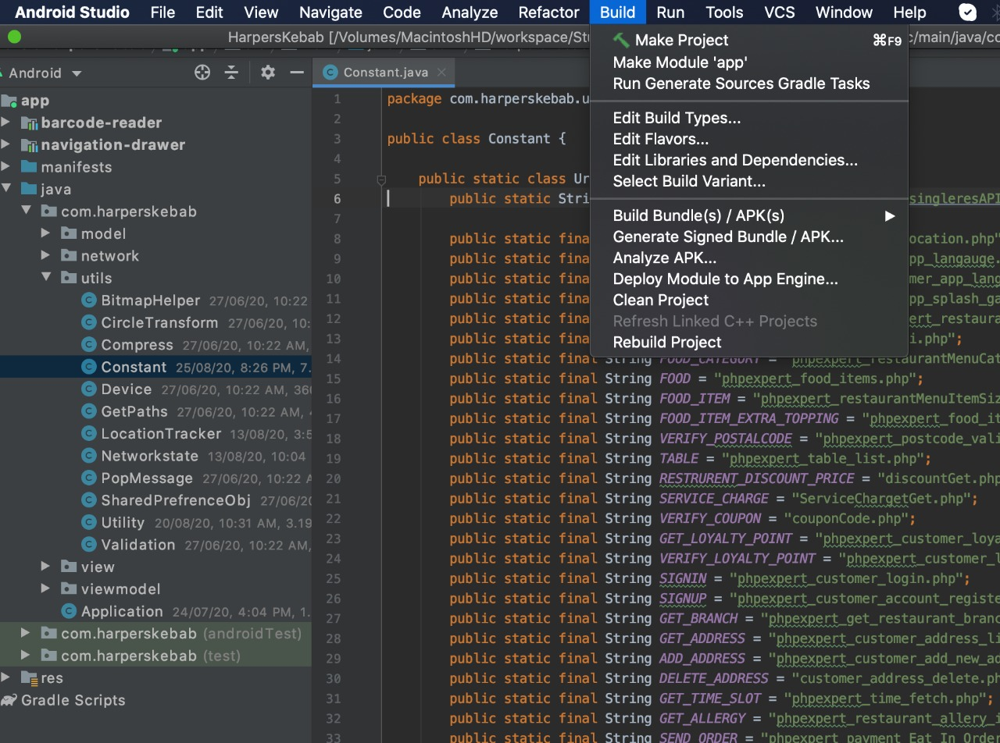 Android Studio File Edit View Navigate Code Analyze Refactor Build Run Tools VCS Window Help
HarpersKebab [/Volumes/MacintoshHD/workspace/Stu c/main/java/co
Android
Constant.java
app
barcode-reader
navigation-drawer
manifests
java
com.harperskebab
model
network
utils
BitmapHelper 27/06/20, 10:22
CircleTransform 27/06/20, 10:
Compress 27/06/20, 10:22 AM,
Constant 25/08/20, 8:26 PM, 7.
Device 27/06/20, 10:22 AM, 366
GetPaths 27/06/20, 10:22 AM,
LocationTracker 13/08/20, 3:5
Networkstate 13/08/20, 10:04
PopMessage 27/06/20, 10:22 A
SharedPrefrenceObj 27/06/20
Utility 20/08/20, 10:31 AM, 3.19
Validation 27/06/20, 10:22 AM,
view
viewmodel
Application 24/07/20, 4:04 PM, 1.
com.harperskebab (androidTest)
com.harperskebab (test)
res
Gradle Scripts
Make Project ⌘F9
Make Module 'app'
Run Generate Sources Gradle Tasks
Edit Build Types...
Edit Flavors...
Edit Libraries and Dependencies...
Select Build Variant...
Build Bundle(s) / APK(s)
Generate Signed Bundle / APK...
Analyze APK...
Deploy Module to App Engine...
Clean Project
Refresh Linked C++ Projects
Rebuild Project
1 package com.harperskebab.u
2
3 public class Constant {
4
5 public static class Ur
6 public static Stri singleresAPI
7
8 public static fina ocation.php"
9 public static fina pp_langauge.
10 public static fina mer_app_lang
11 public static fina pp_splash_ga
12 public static fina ert_restaura
13 public static fina i.php";
14 public static final String FOOD_CATEGORY = "phpexpert_restaurantMenuCat
15 public static final String FOOD = "phpexpert_food_items.php";
16 public static final String FOOD_ITEM = "phpexpert_restaurantMenuItemSiz
17 public static final String FOOD_ITEM_EXTRA_TOPPING = "phpexpert_food_it
18 public static final String VERIFY_POSTALCODE = "phpexpert_postcode_vali
19 public static final String TABLE = "phpexpert_table_list.php";
20 public static final String RESTRURENT_DISCOUNT_PRICE = "discountGet.php
21 public static final String SERVICE_CHARGE = "ServiceChargetGet.php";
22 public static final String VERIFY_COUPON = "couponCode.php";
23 public static final String GET_LOYALTY_POINT = "phpexpert_customer_loya
24 public static final String VERIFY_LOYALTY_POINT = "phpexpert_customer_l
25 public static final String SIGNIN = "phpexpert_customer_login.php";
26 public static final String SIGNUP = "phpexpert_customer_account_registe
27 public static final String GET_BRANCH = "phpexpert_get_restaurant_branc
28 public static final String GET_ADDRESS = "phpexpert_customer_address_li
29 public static final String ADD_ADDRESS = "phpexpert_customer_add_new_ad
30 public static final String DELETE_ADDRESS = "customer_address_delete.ph
31 public static final String GET_TIME_SLOT = "phpexpert_time_fetch.php";
32 public static final String GET_ALLERGY = "phpexpert_restaurant_allery_i
33 public static final String SEND_ORDER = "phpexpert_payment_Eat